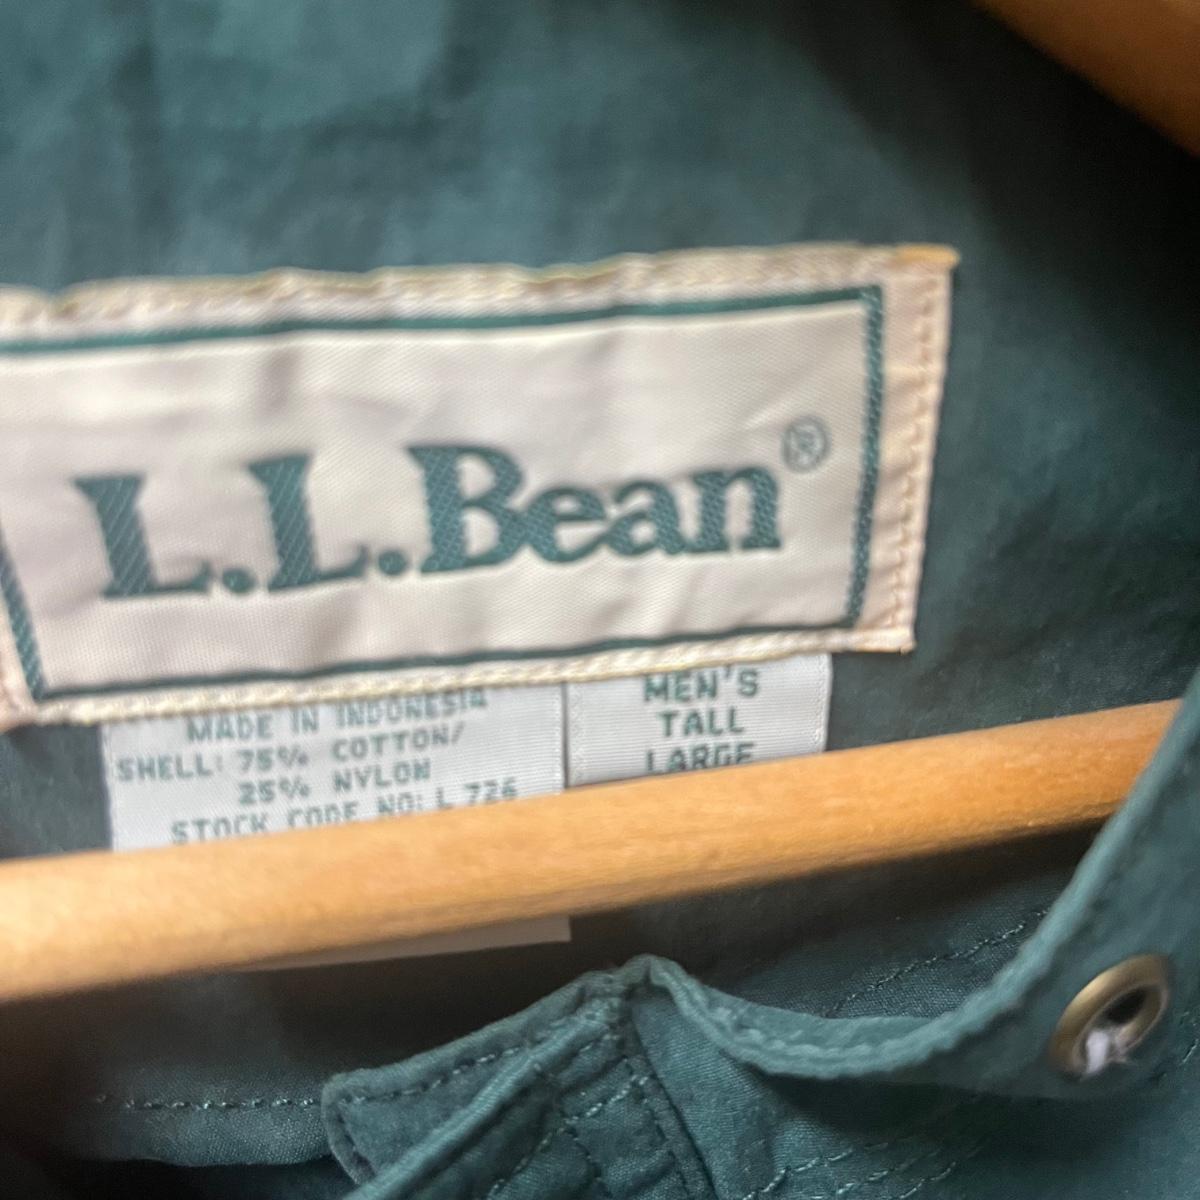 L.L.Bean®
MADE IN INDONESIA
SHELL: 75% COTTON/
25% NYLON
STOCK CODE NO: L 726
MEN'S
TALL
LARGE